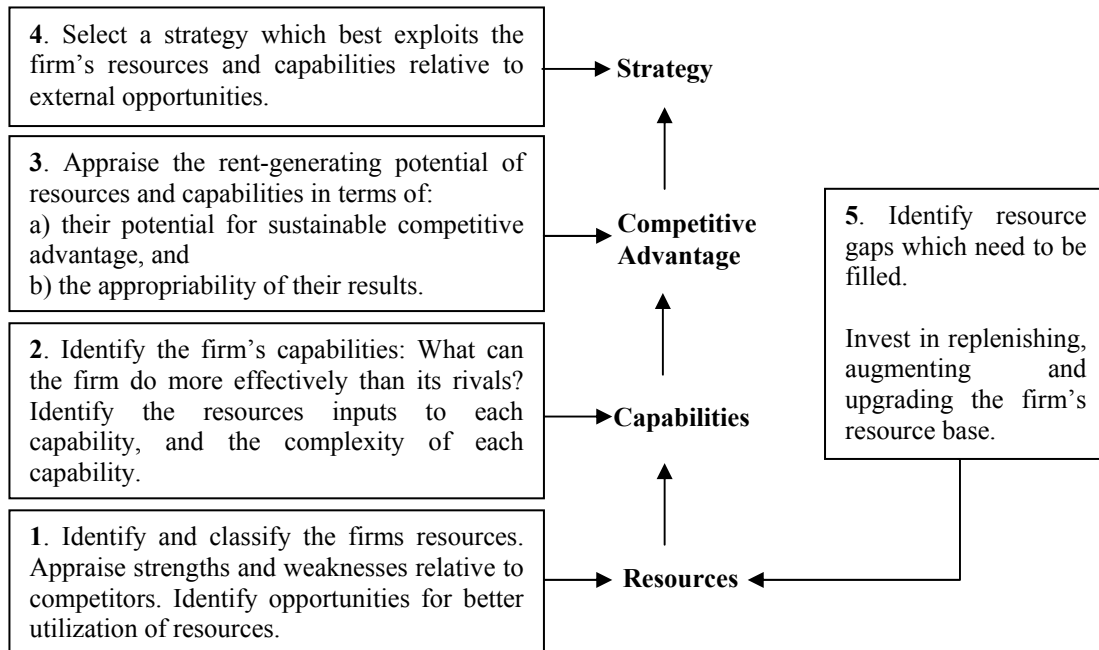 4. Select a strategy which best exploits the
firm's resources and capabilities relative to
external opportunities.
Strategy
3. Appraise the rent-generating potential of
resources and capabilities in terms of:
a) their potential for sustainable competitive
advantage, and
b) the appropriability of their results.
Competitive
Advantage
5. Identify resource
gaps which need to be
filled.
Invest in replenishing,
augmenting and
upgrading the firm's
resource base.
2. Identify the firm's capabilities: What can
the firm do more effectively than its rivals?
Identify the resources inputs to each
capability, and the complexity of each
capability.
Capabilities
1. Identify and classify the firms resources.
Appraise strengths and weaknesses relative to
competitors. Identify opportunities for better
utilization of resources.
Resources